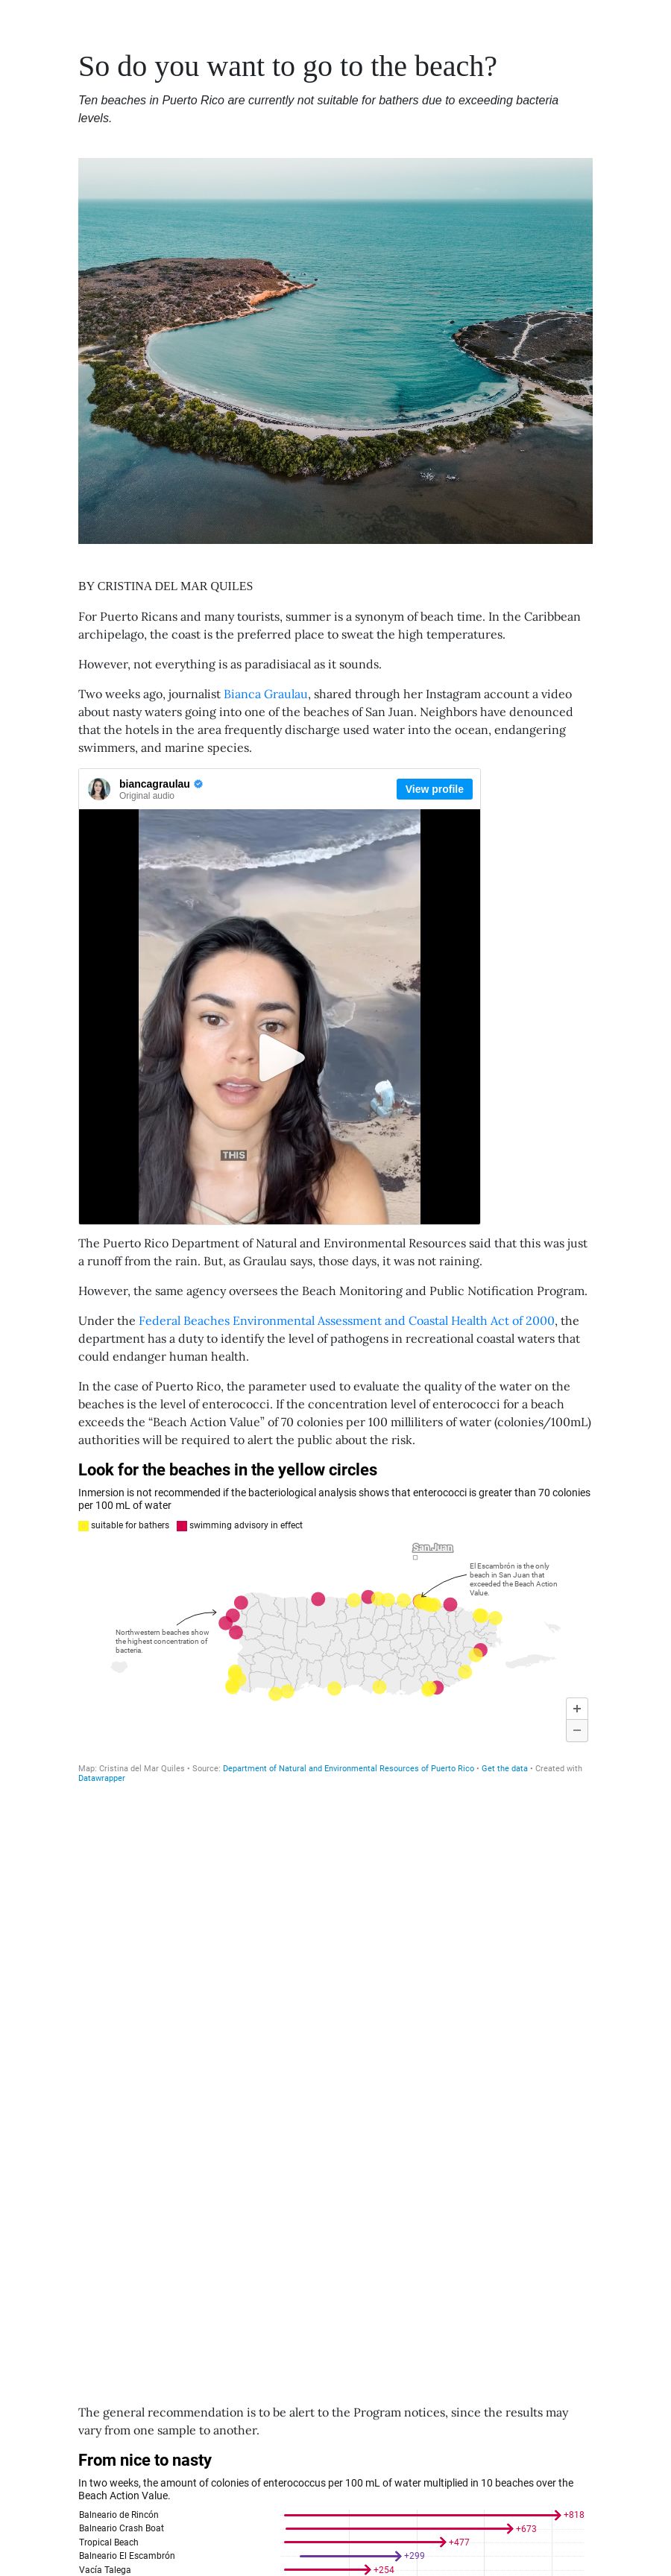 So do you want to go to the beach?
Ten beaches in Puerto Rico are currently not suitable for bathers due to exceeding bacteria
levels.
BY CRISTINA DEL MAR QUILES
For Puerto Ricans and many tourists, summer is a synonym of beach time. In the Caribbean
archipelago, the coast is the preferred place to sweat the high temperatures.
However, not everything is as paradisiacal as it sounds.
Two weeks ago, journalist Bianca Graulau, shared through her Instagram account a video
about nasty waters going into one of the beaches of San Juan. Neighbors have denounced
that the hotels in the area frequently discharge used water into the ocean, endangering
swimmers, and marine species.
biancagraulau
Original audio
View profile
THIS
The Puerto Rico Department of Natural and Environmental Resources said that this was just
a runoff from the rain. But, as Graulau says, those days, it was not raining.
However, the same agency oversees the Beach Monitoring and Public Notification Program.
Under the Federal Beaches Environmental Assessment and Coastal Health Act of 2000, the
department has a duty to identify the level of pathogens in recreational coastal waters that
could endanger human health.
In the case of Puerto Rico, the parameter used to evaluate the quality of the water on the
beaches is the level of enterococci. If the concentration level of enterococci for a beach
exceeds the “Beach Action Value” of 70 colonies per 100 milliliters of water (colonies/100mL)
authorities will be required to alert the public about the risk.
Look for the beaches in the yellow circles
Inmersion is not recommended if the bacteriological analysis shows that enterococci is greater than 70 colonies
per 100 mL of water
suitable for bathers swimming advisory in effect
San Juan
El Escambrón is the only
beach in San Juan that
exceeded the Beach Action
Value.
Northwestern beaches show
the highest concentration of
bacteria.
+
−
Map: Cristina del Mar Quiles • Source: Department of Natural and Environmental Resources of Puerto Rico • Get the data • Created with
Datawrapper
The general recommendation is to be alert to the Program notices, since the results may
vary from one sample to another.
From nice to nasty
In two weeks, the amount of colonies of enterococcus per 100 mL of water multiplied in 10 beaches over the
Beach Action Value.
Balneario de Rincón +818
Balneario Crash Boat +673
Tropical Beach +477
Balneario El Escambrón +299
Vacía Talega +254